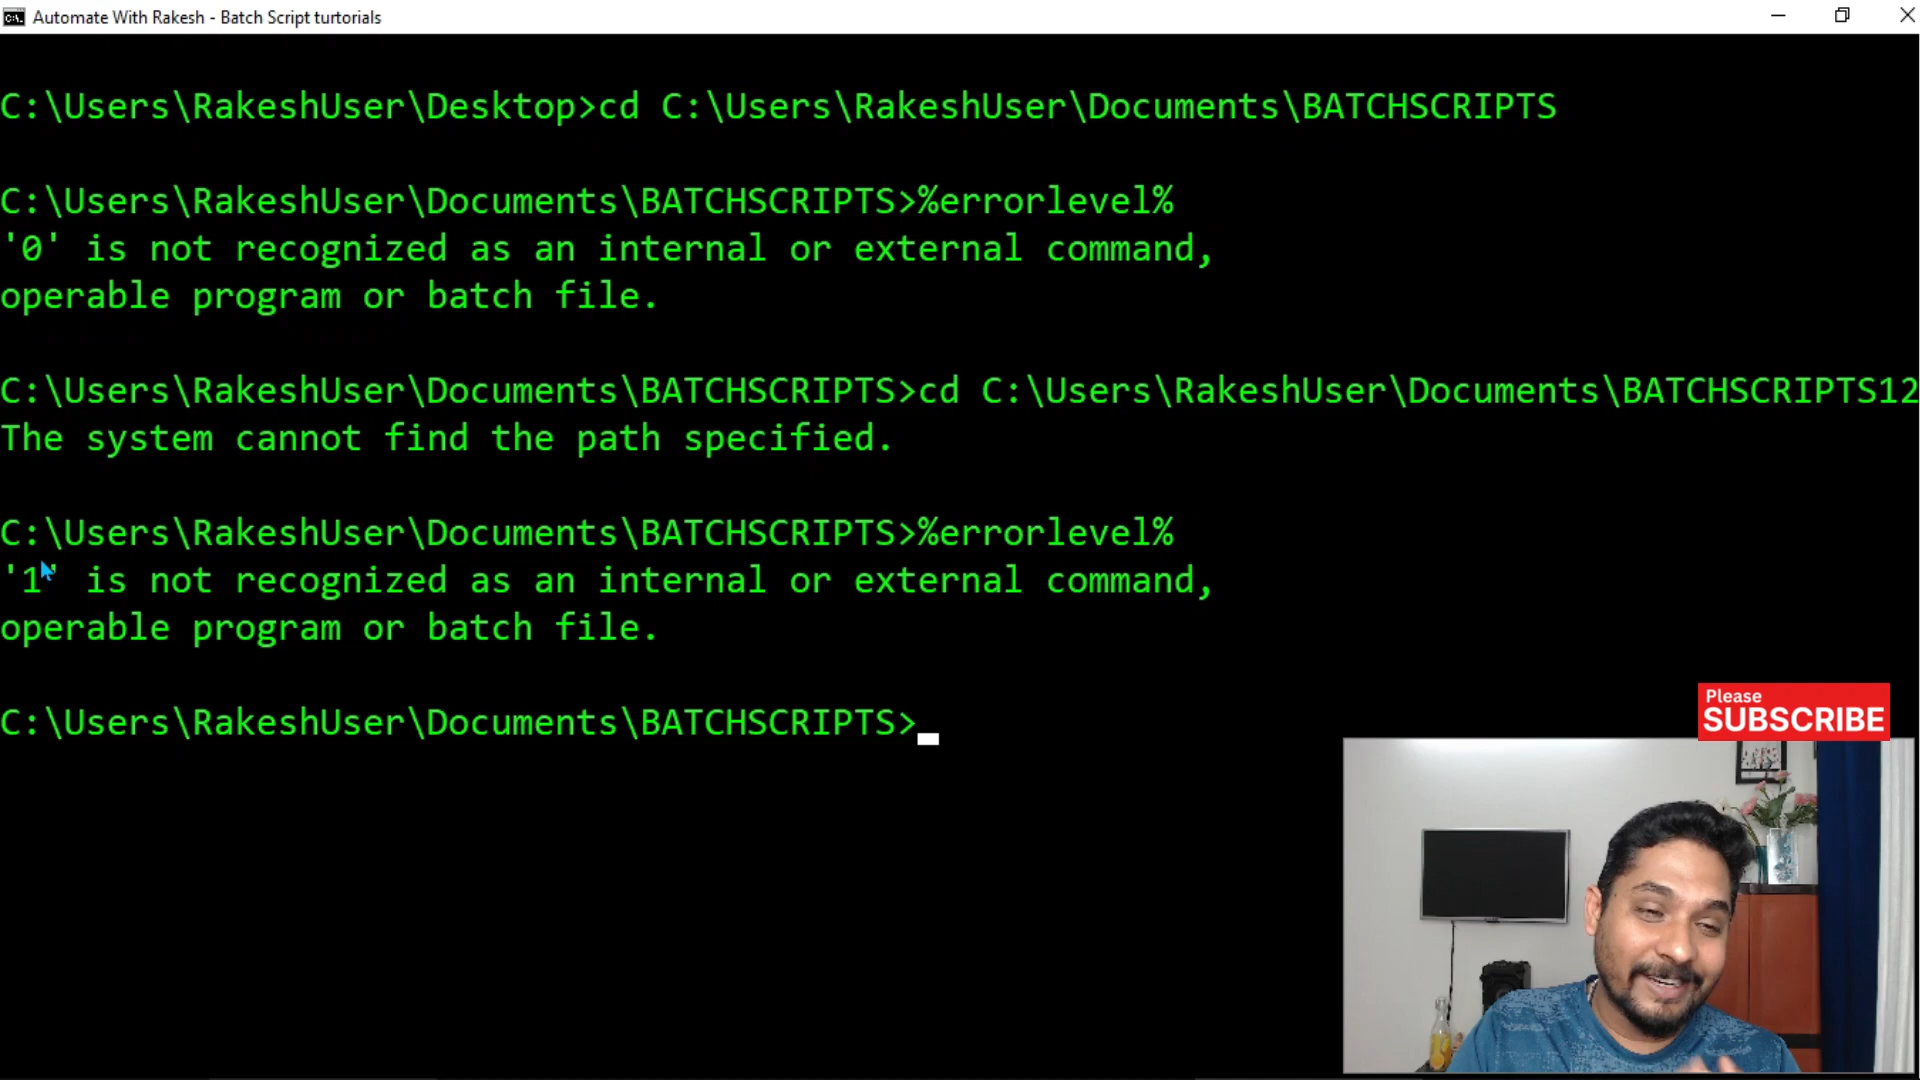 Automate With Rakesh - Batch Script turtorials
C:\Users\RakeshUser\Desktop>cd C:\Users\RakeshUser\Documents\BATCHSCRIPTS
C:\Users\RakeshUser\Documents\BATCHSCRIPTS>%errorlevel%
'0' is not recognized as an internal or external command,
operable program or batch file.
C:\Users\RakeshUser\Documents\BATCHSCRIPTS>cd C:\Users\RakeshUser\Documents\BATCHSCRIPTS12
The system cannot find the path specified.
C:\Users\RakeshUser\Documents\BATCHSCRIPTS>%errorlevel%
'1' is not recognized as an internal or external command,
operable program or batch file.
C:\Users\RakeshUser\Documents\BATCHSCRIPTS>
Please
SUBSCRIBE